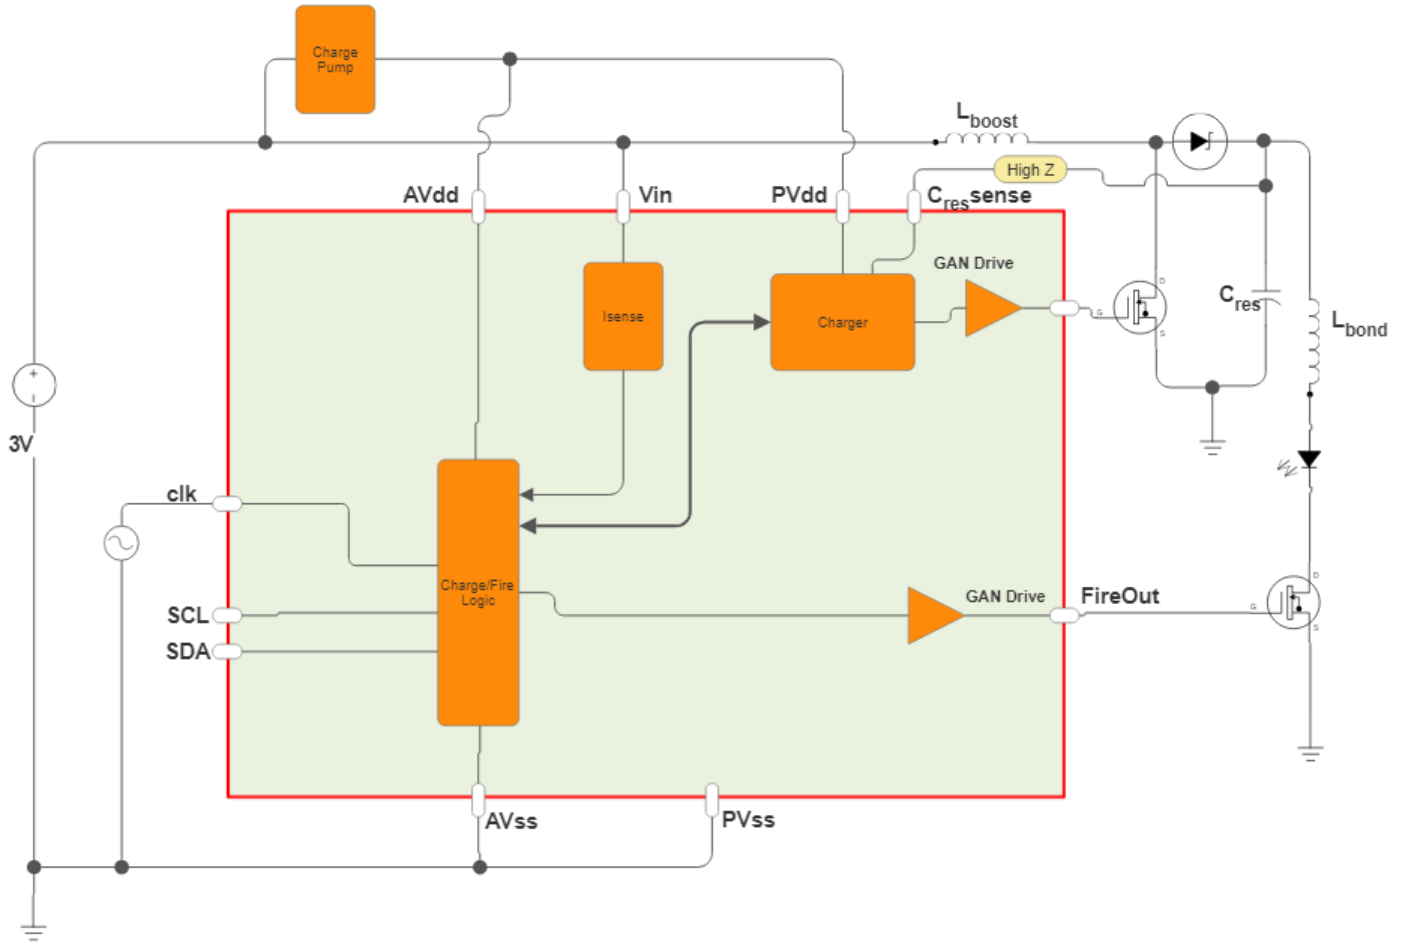 Charge
Pump
L boost
High Z
AVdd
Vin
PVdd
C res sense
GAN Drive
Isense
Charger
D
G
S
C res
L bond
+
3V
clk
Charge/Fire
Logic
SCL
SDA
GAN Drive
FireOut
D
G
S
AVss
PVss